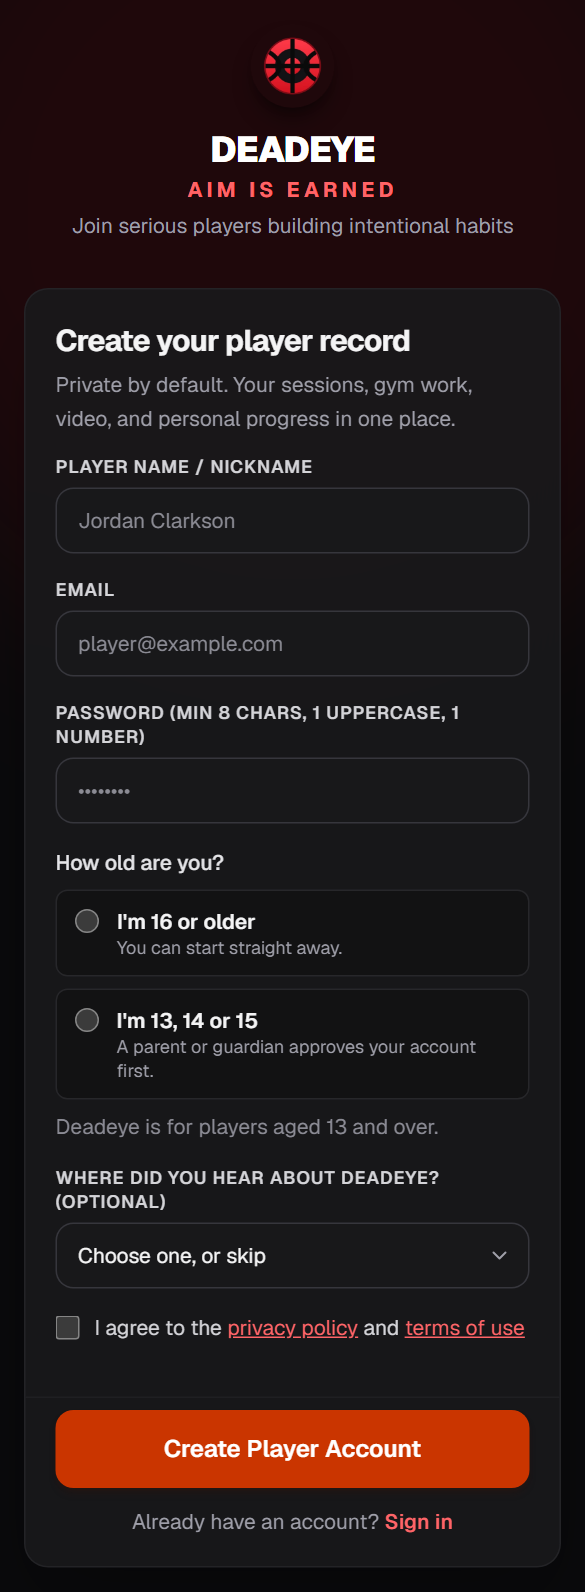 DEADEYE
AIM IS EARNED
Join serious players building intentional habits
Create your player record
Private by default. Your sessions, gym work,
video, and personal progress in one place.
PLAYER NAME / NICKNAME
Jordan Clarkson
EMAIL
player@example.com
PASSWORD (MIN 8 CHARS, 1 UPPERCASE, 1
NUMBER)
••••••••
How old are you?
I'm 16 or older
You can start straight away.
I'm 13, 14 or 15
A parent or guardian approves your account
first.
Deadeye is for players aged 13 and over.
WHERE DID YOU HEAR ABOUT DEADEYE?
(OPTIONAL)
Choose one, or skip
I agree to the privacy policy and terms of use
Create Player Account
Already have an account? Sign in